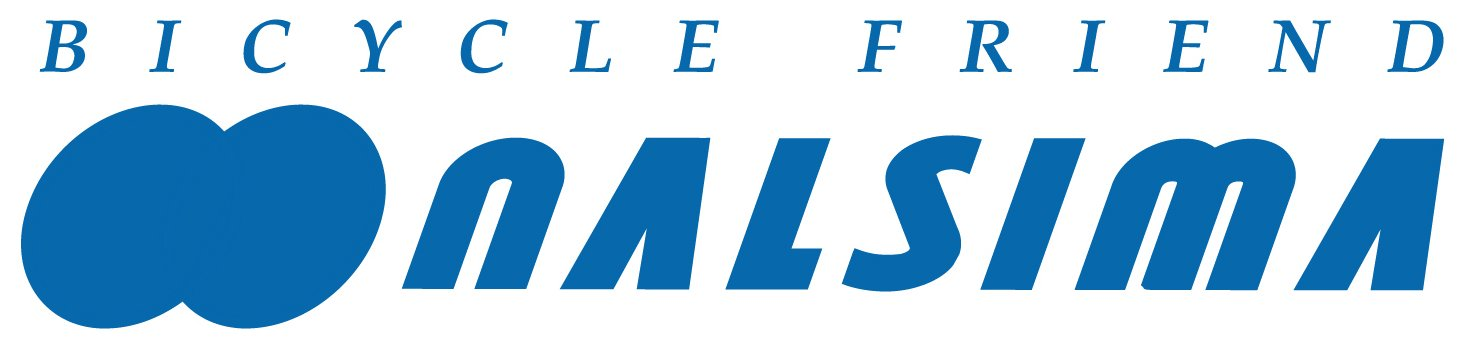 BICYCLE FRIEND
NALSIMA